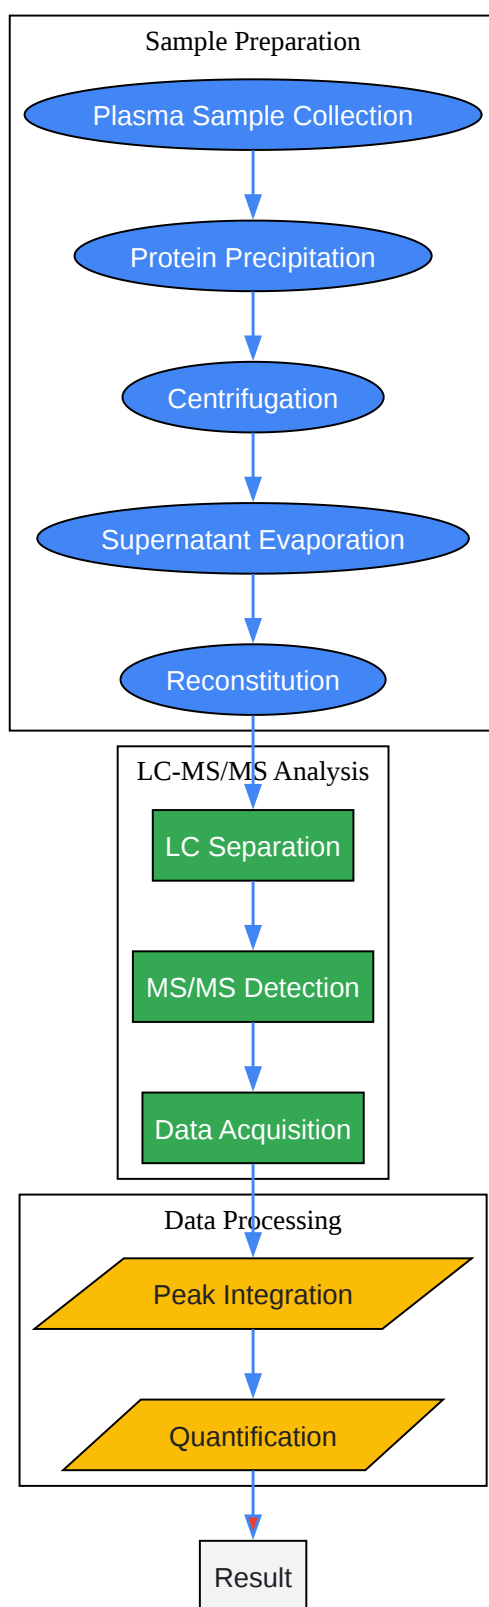 Sample Preparation
Plasma Sample Collection
Protein Precipitation
Centrifugation
Supernatant Evaporation
Reconstitution
LC-MS/MS Analysis
LC Separation
MS/MS Detection
Data Acquisition
Data Processing
Peak Integration
Quantification
Result